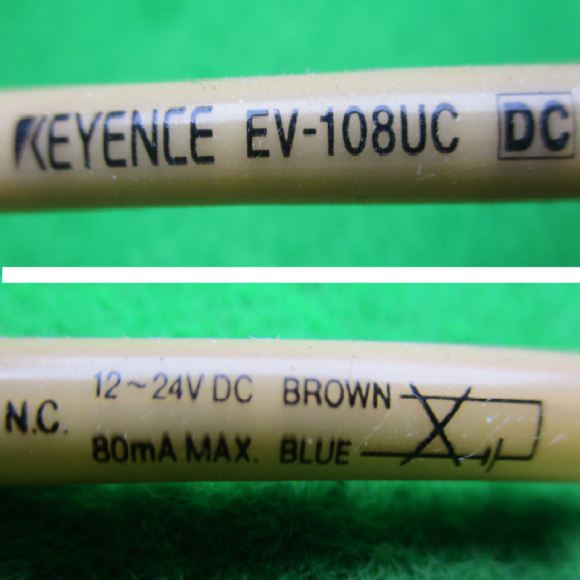 KEYENCE EV-108UC DC
N.C. 12~24V DC BROWN
80mA MAX. BLUE